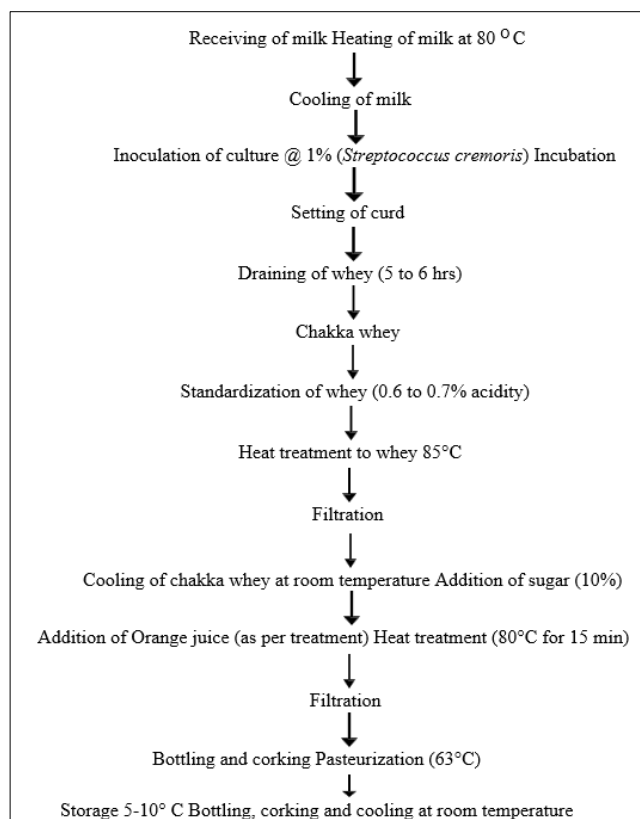 Receiving of milk Heating of milk at 80 ⁰ C
Cooling of milk
Inoculation of culture @ 1% (Streptococcus cremoris) Incubation
Setting of curd
Draining of whey (5 to 6 hrs)
Chakka whey
Standardization of whey (0.6 to 0.7% acidity)
Heat treatment to whey 85°C
Filtration
Cooling of chakka whey at room temperature Addition of sugar (10%)
Addition of Orange juice (as per treatment) Heat treatment (80°C for 15 min)
Filtration
Bottling and corking Pasteurization (63°C)
Storage 5-10° C Bottling, corking and cooling at room temperature